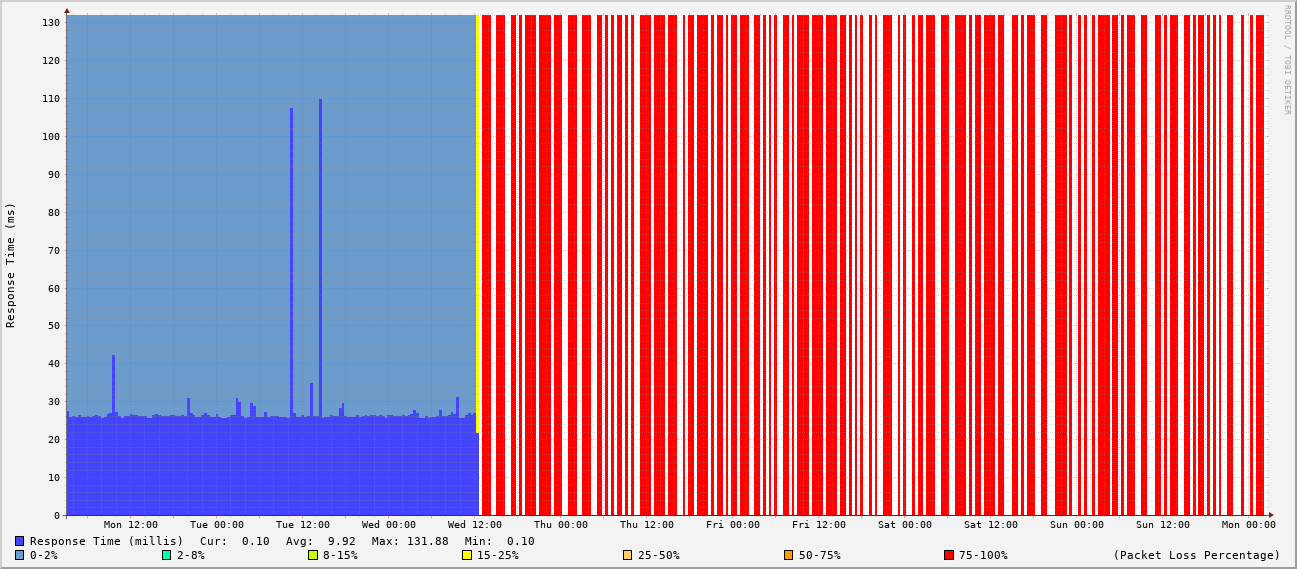 RRDTOOL / TOBI OETIKER
Response Time (ms)
130
120
110
100
90
80
70
60
50
40
30
20
10
0
Mon 12:00 Tue 00:00 Tue 12:00 Wed 00:00 Wed 12:00 Thu 00:00 Thu 12:00 Fri 00:00 Fri 12:00 Sat 00:00 Sat 12:00 Sun 00:00 Sun 12:00 Mon 00:00
Response Time (millis) Cur: 0.10 Avg: 9.92 Max: 131.88 Min: 0.10
0-2% 2-8% 8-15% 15-25% 25-50% 50-75% 75-100% (Packet Loss Percentage)